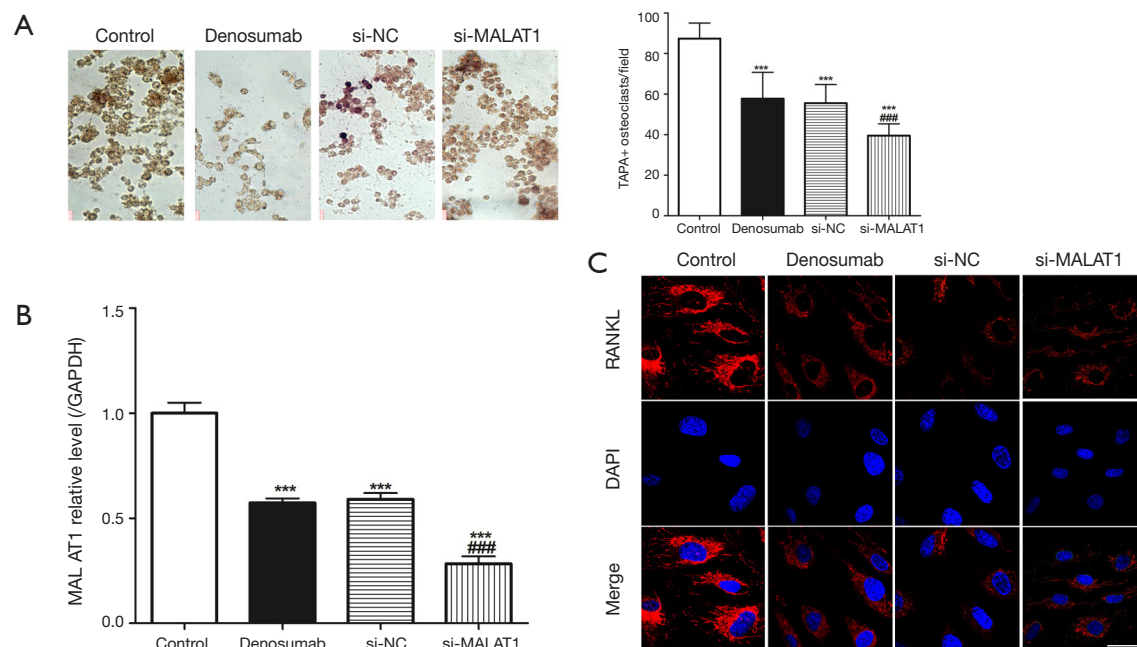 A
Control Denosumab si-NC si-MALAT1
TAPA+ osteoclasts/field
100
80
60
40
20
0
***
***
***
###
Control Denosumab si-NC si-MALAT1
B
MAL AT1 relative level (/GAPDH)
1.5
1.0
0.5
0.0
***
***
***
###
Control Denosumab si-NC si-MALAT1
C
Control Denosumab si-NC si-MALAT1
RANKL
DAPI
Merge